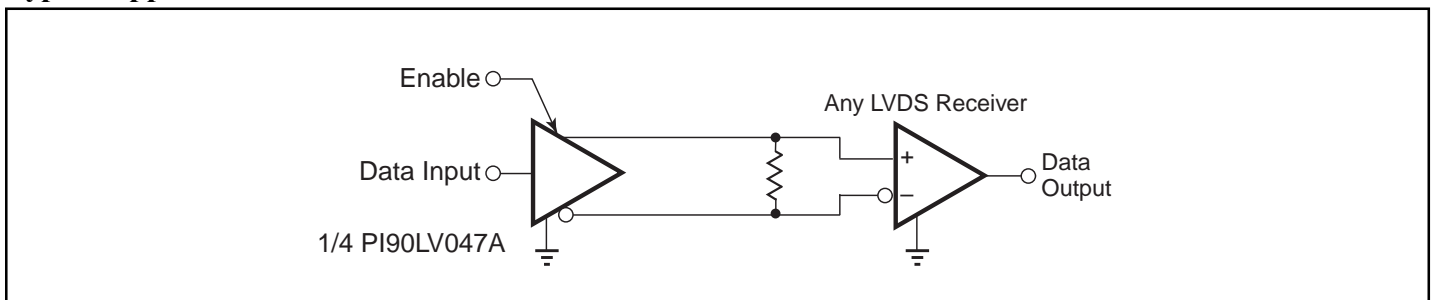 Enable
Any LVDS Receiver
Data Input
+
−
Data
Output
1/4 PI90LV047A